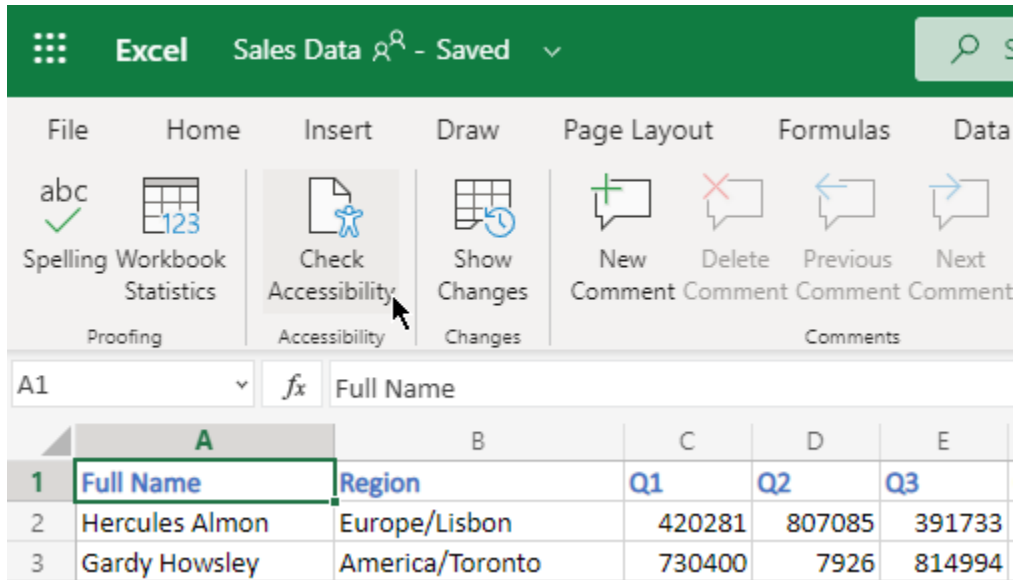 Excel Sales Data - Saved
File Home Insert Draw Page Layout Formulas Data
abc 123
Spelling Workbook Check Show New Delete Previous Next
Statistics Accessibility Changes Comment Comment Comment Comment
Proofing Accessibility Changes Comments
A1 fx Full Name
A B C D E
1 Full Name Region Q1 Q2 Q3
2 Hercules Almon Europe/Lisbon 420281 807085 391733
3 Gardy Howsley America/Toronto 730400 7926 814994